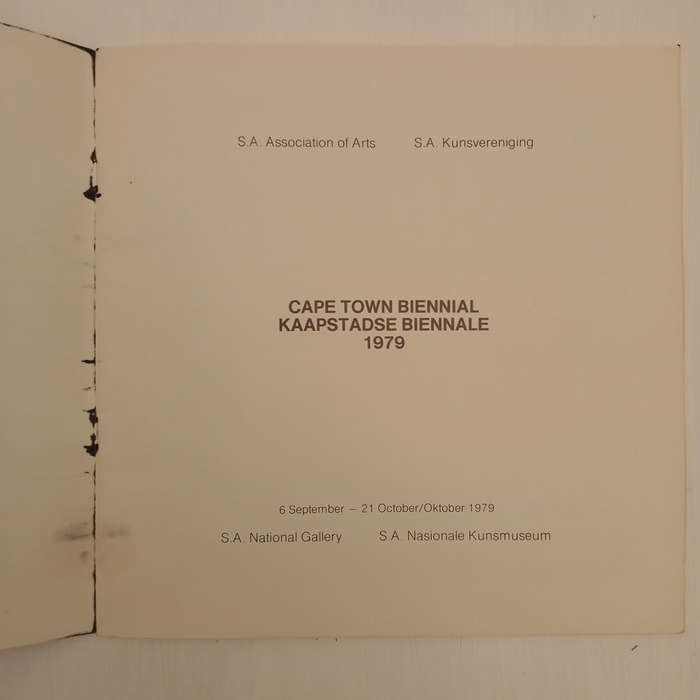 S.A. Association of Arts S.A. Kunsvereniging
CAPE TOWN BIENNIAL
KAAPSTADSE BIENNALE
1979
6 September – 21 October/Oktober 1979
S.A. National Gallery S.A. Nasionale Kunsmuseum